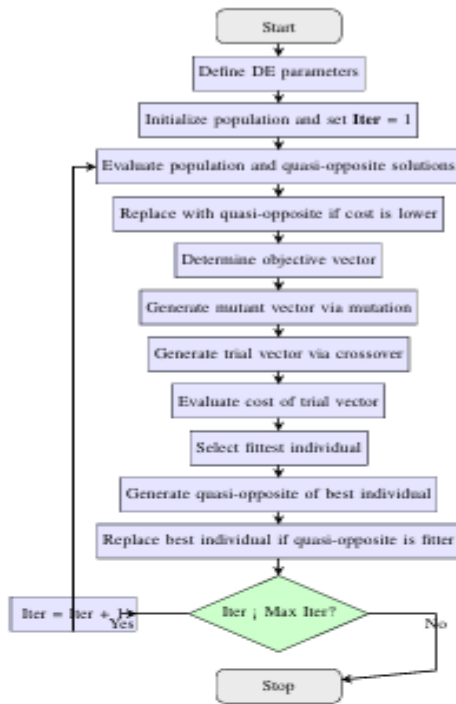 Start
Define DE parameters
Initialize population and set Iter = 1
Evaluate population and quasi-opposite solutions
Replace with quasi-opposite if cost is lower
Determine objective vector
Generate mutant vector via mutation
Generate trial vector via crossover
Evaluate cost of trial vector
Select fittest individual
Generate quasi-opposite of best individual
Replace best individual if quasi-opposite is fitter
Iter ¡ Max Iter?
Iter = Iter + 1
Yes
No
Stop